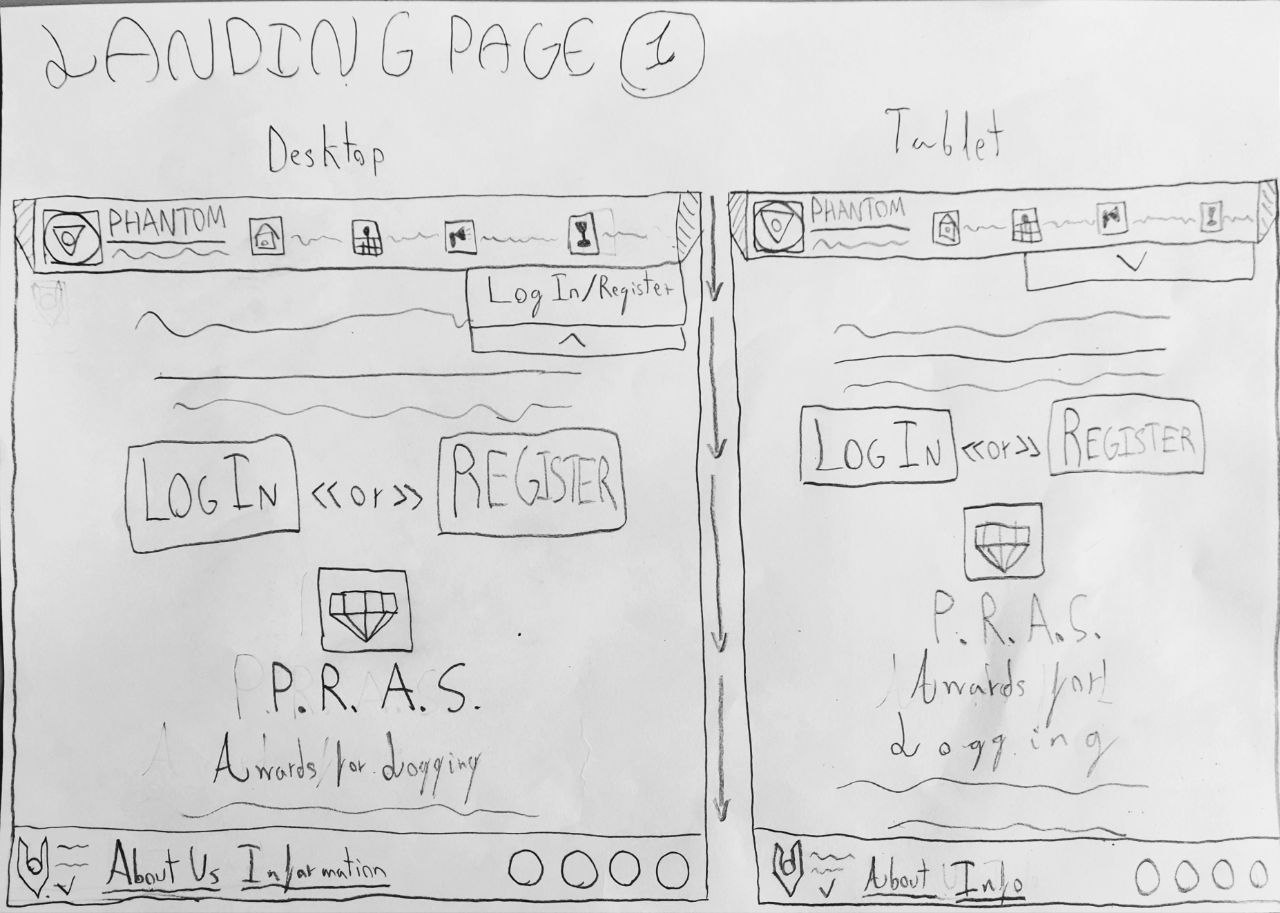 LANDING PAGE 1
Desktop
PHANTOM
Log In/Register
LOG IN <<or>> REGISTER
P.R.A.S.
Awards for Logging
About Us Information
Tablet
PHANTOM
LOG IN <<or>> REGISTER
P.R.A.S.
Awards for
Logging
About Info